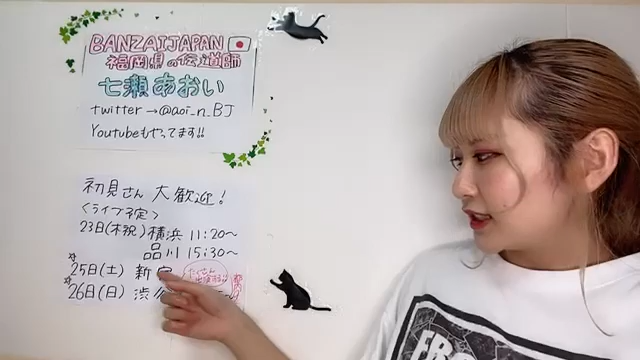 BANZAI JAPAN
福岡県の伝道師
七瀬あおい
twitter→@aoi_n_BJ
Youtubeもやってます!!
初見さん 大歓迎!
<ライブ予定>
23日(木祝)横浜 11:20~
品川 15:30~
25日(土) 新宿
26日(日) 渋谷